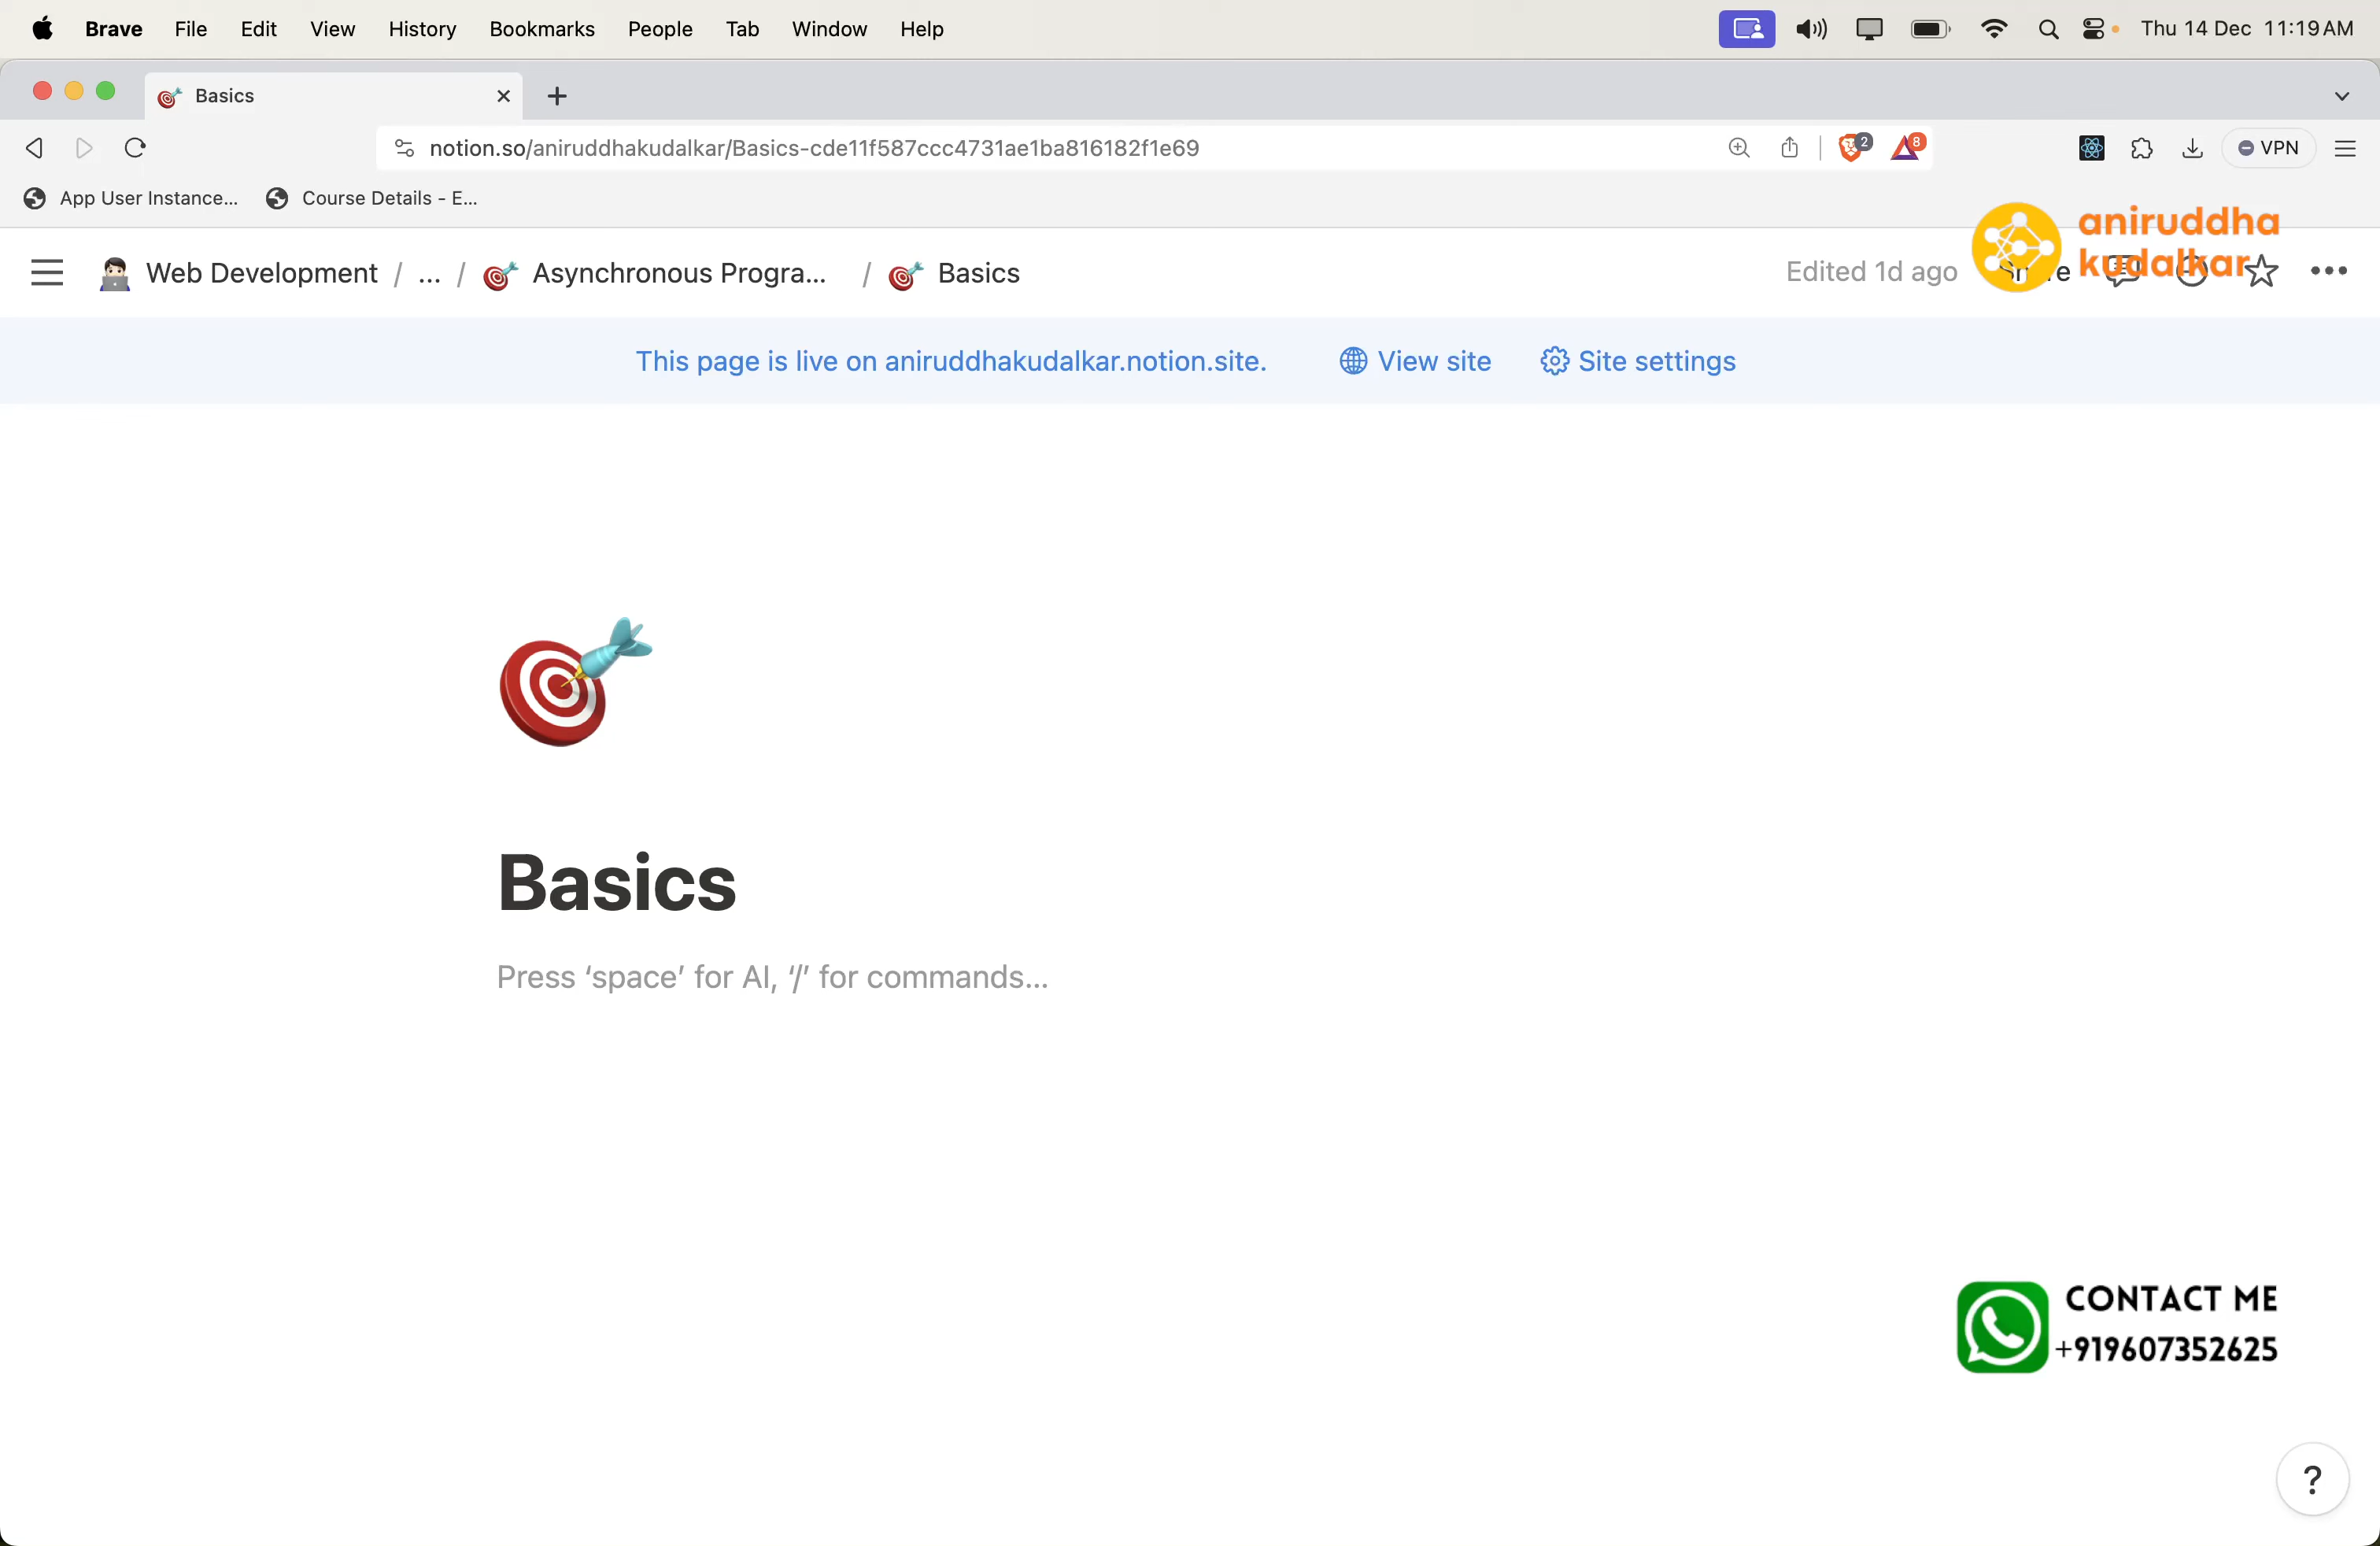 Brave File Edit View History Bookmarks People Tab Window Help Thu 14 Dec 11:19 AM
Basics
notion.so/aniruddhakudalkar/Basics-cde11f587ccc4731ae1ba816182f1e69 2 8 VPN
App User Instance... Course Details - E...
aniruddha
kudalkar
Web Development / ... / Asynchronous Progra... / Basics Edited 1d ago
This page is live on aniruddhakudalkar.notion.site. View site Site settings
Basics
Press ‘space’ for AI, ‘/’ for commands...
CONTACT ME
+919607352625
?